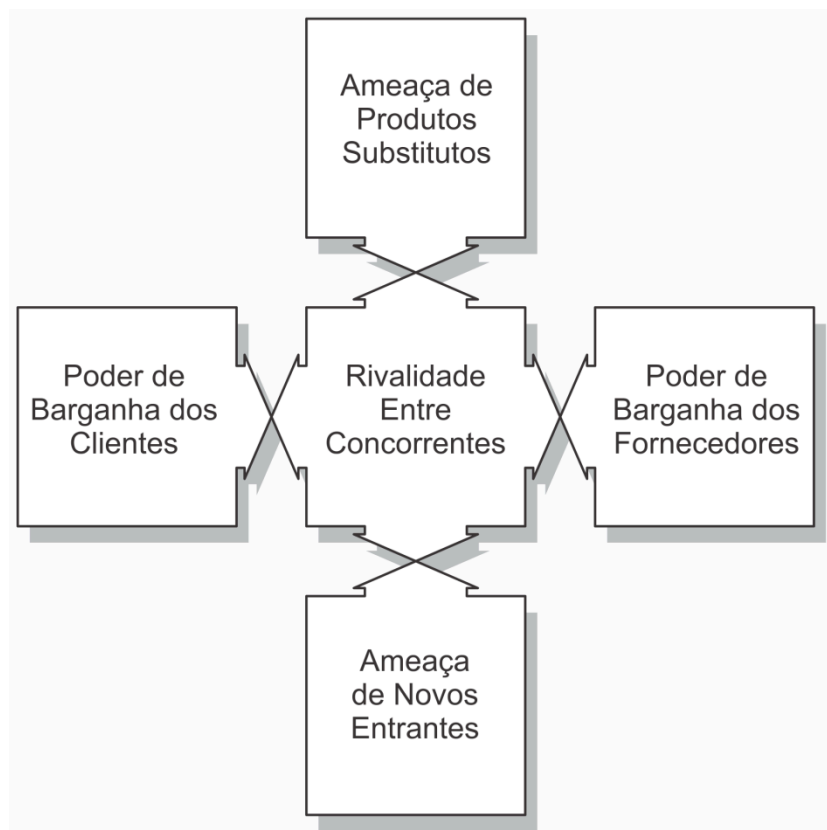 Ameaça de
Produtos
Substitutos
Poder de
Barganha dos
Clientes
Rivalidade
Entre
Concorrentes
Poder de
Barganha dos
Fornecedores
Ameaça
de Novos
Entrantes